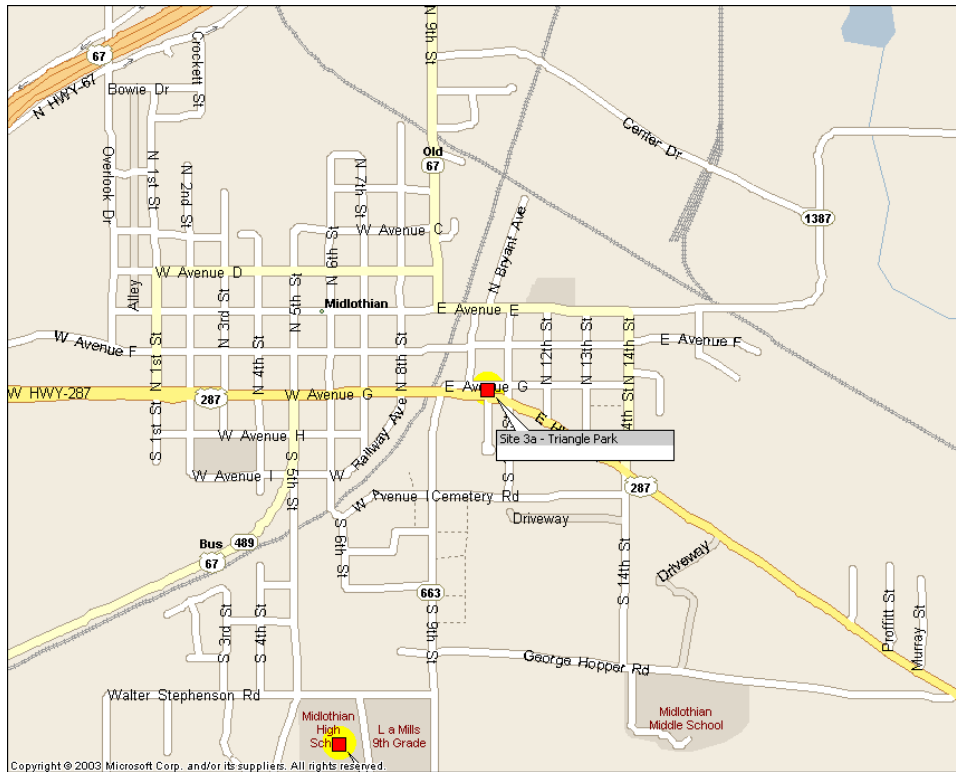 67
N HWY-67
Bowie Dr
Crockett St
Overlook Dr
N 1st St
N 2nd St
N 9th St
Old
67
Center Dr
1387
N 7th St
W Avenue C
N 6th St
N Bryant Ave
W Avenue D
Alley
N 3rd St
N 5th St
Midlothian
E Avenue E
W Avenue F
N 1st St
N 4th St
N 8th St
N 12th St
N 13th St
N 14th St
E Avenue F
W HWY-287
287
W Avenue G
E Avenue G
Site 3a - Triangle Park
S 1st St
W Avenue H
W Railway Ave
W Avenue I
S 5th St
W Avenue I
Cemetery Rd
287
Driveway
Driveway
Bus
489
67
S 6th St
663
S 14th St
S 3rd St
S 4th St
S 9th St
George Hopper Rd
Proffitt St
Murray St
Walter Stephenson Rd
Midlothian
High
L a Mills
9th Grade
Midlothian
Middle School
Copyright © 2003 Microsoft Corp. and/or its suppliers. All rights reserved.